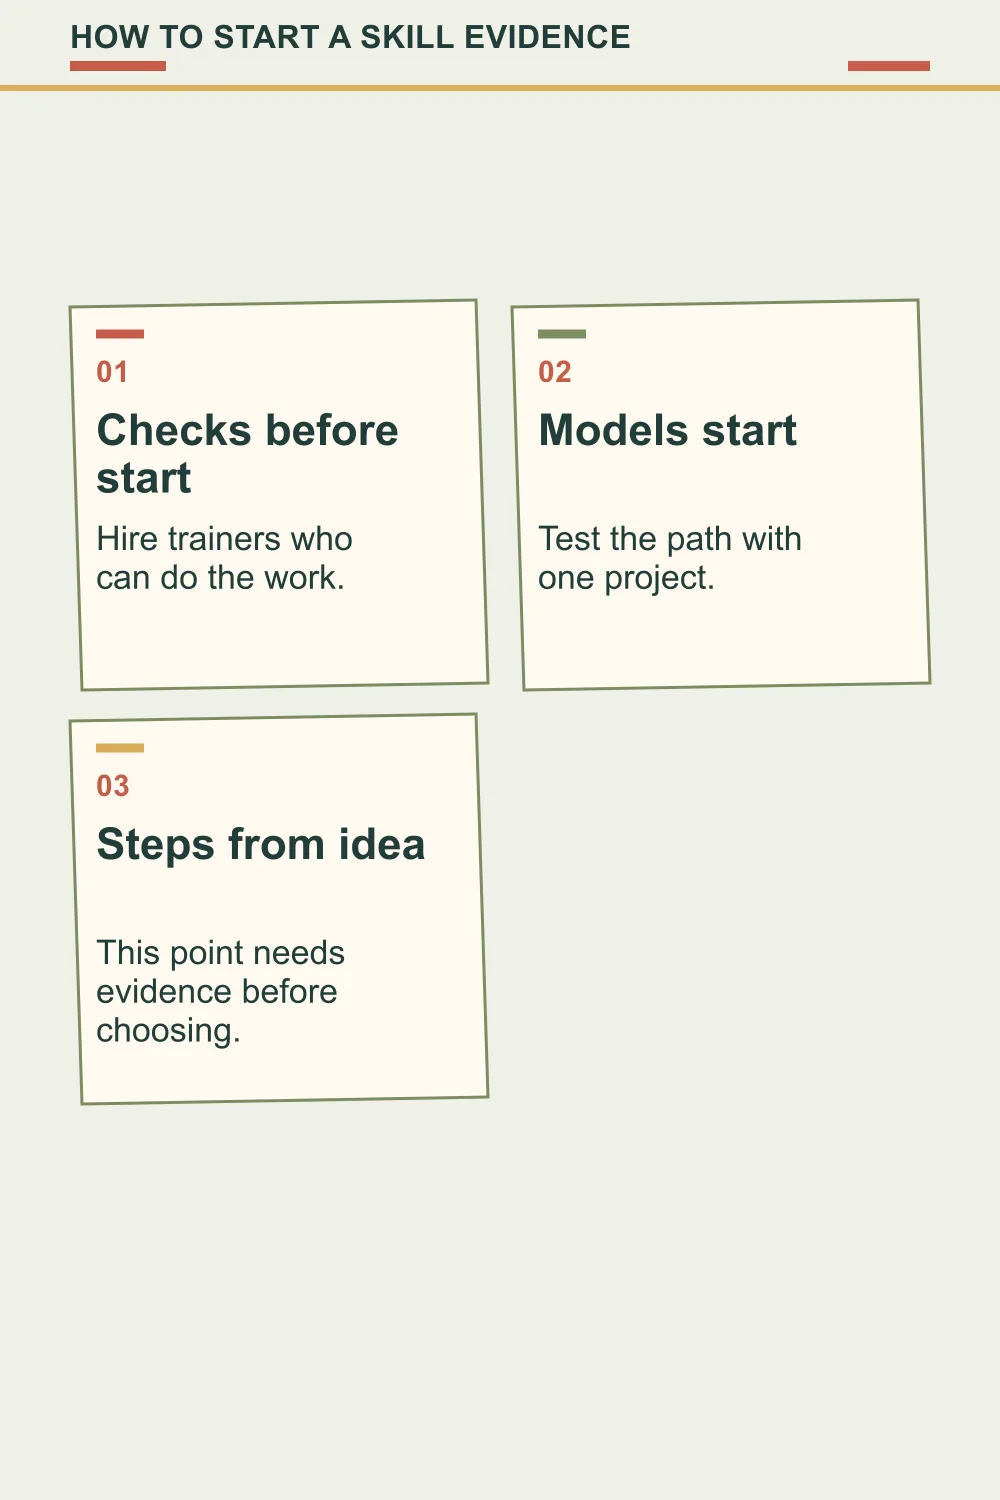 HOW TO START A SKILL EVIDENCE
01
Checks before
start
Hire trainers who
can do the work.
02
Models start
Test the path with
one project.
03
Steps from idea
This point needs
evidence before
choosing.